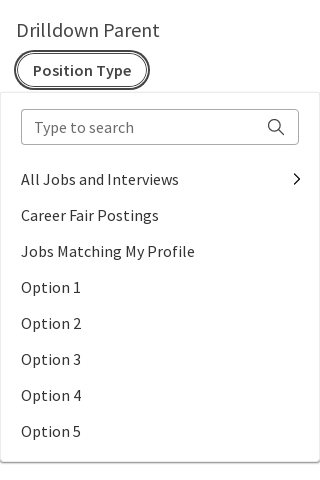 Drilldown Parent
Position Type
Type to search
All Jobs and Interviews
Career Fair Postings
Jobs Matching My Profile
Option 1
Option 2
Option 3
Option 4
Option 5